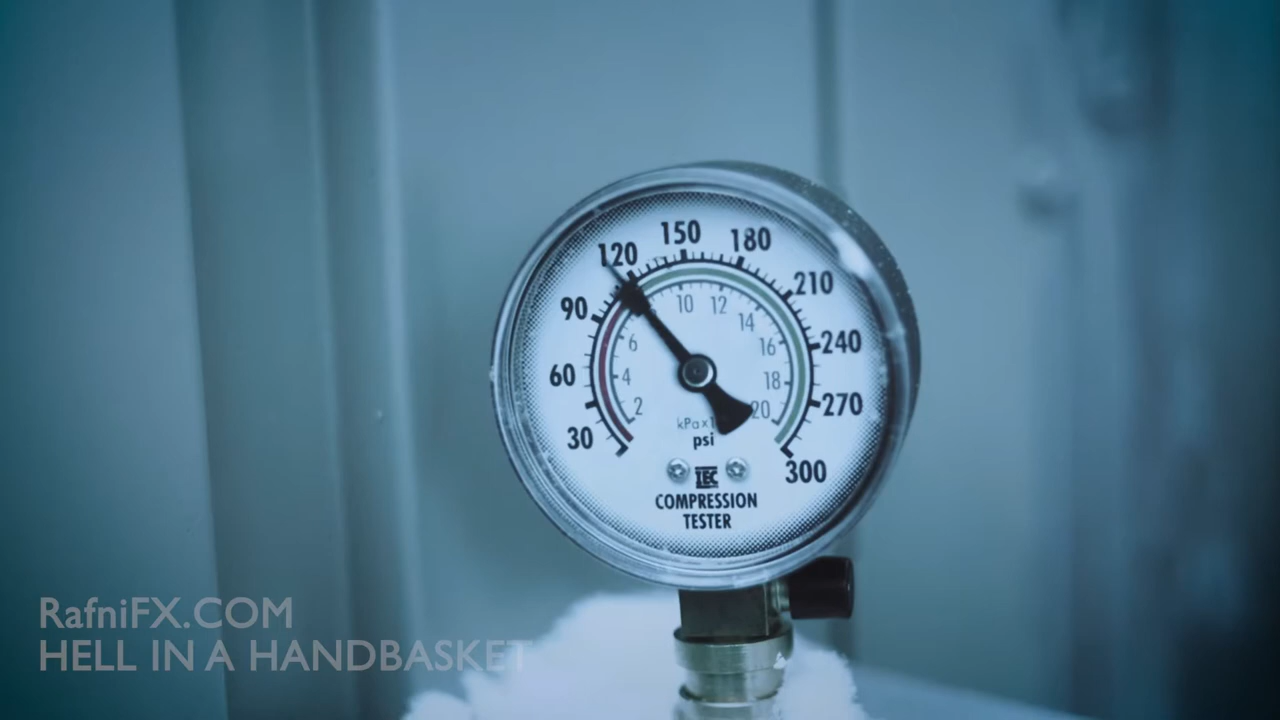 150
120
180
90
210
10
12
14
6
240
16
60
4
18
2
20
270
kPax1
30
psi
300
IEC
COMPRESSION
TESTER
RafniFX.COM
HELL IN A HANDBASKET